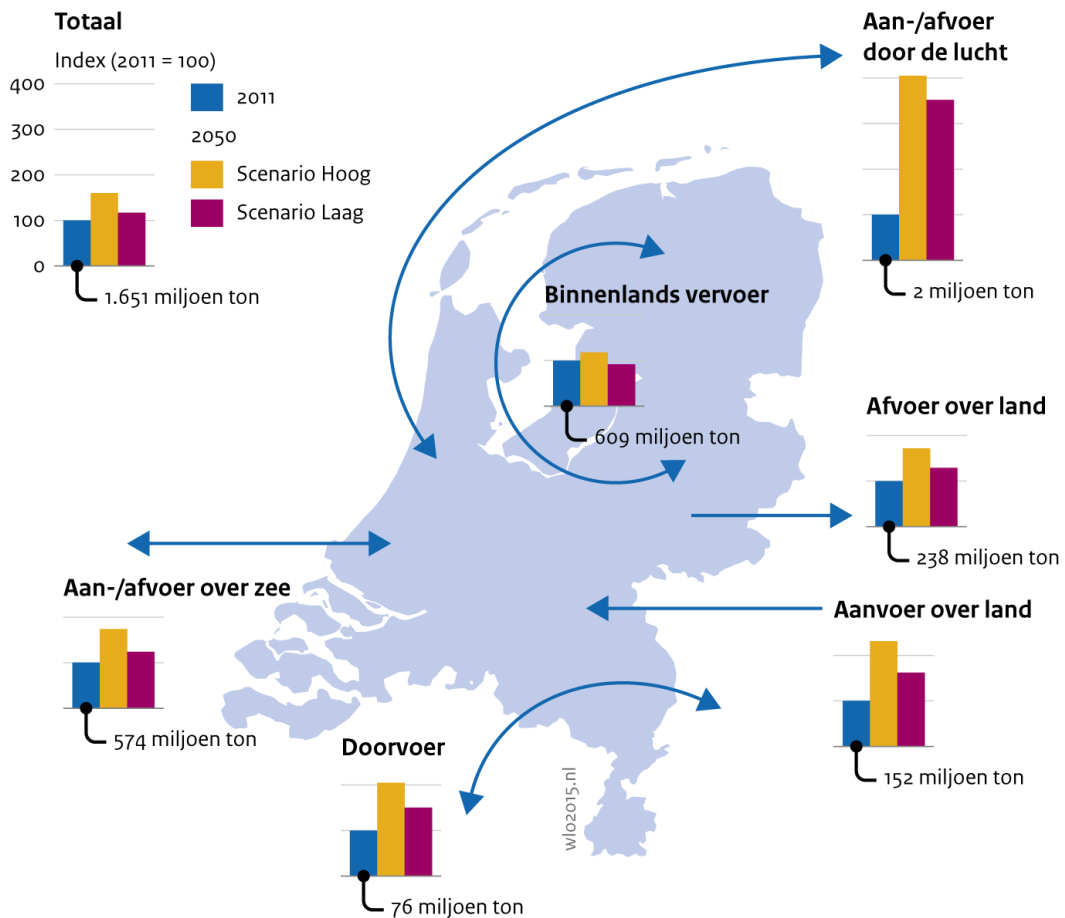 Totaal
Index (2011 = 100)
400
300
200
100
0
2011
2050
Scenario Hoog
Scenario Laag
1.651 miljoen ton
Aan-/afvoer
door de lucht
2 miljoen ton
Binnenlands vervoer
609 miljoen ton
Afvoer over land
238 miljoen ton
Aan-/afvoer over zee
574 miljoen ton
Aanvoer over land
152 miljoen ton
Doorvoer
76 miljoen ton
wlo2015.nl